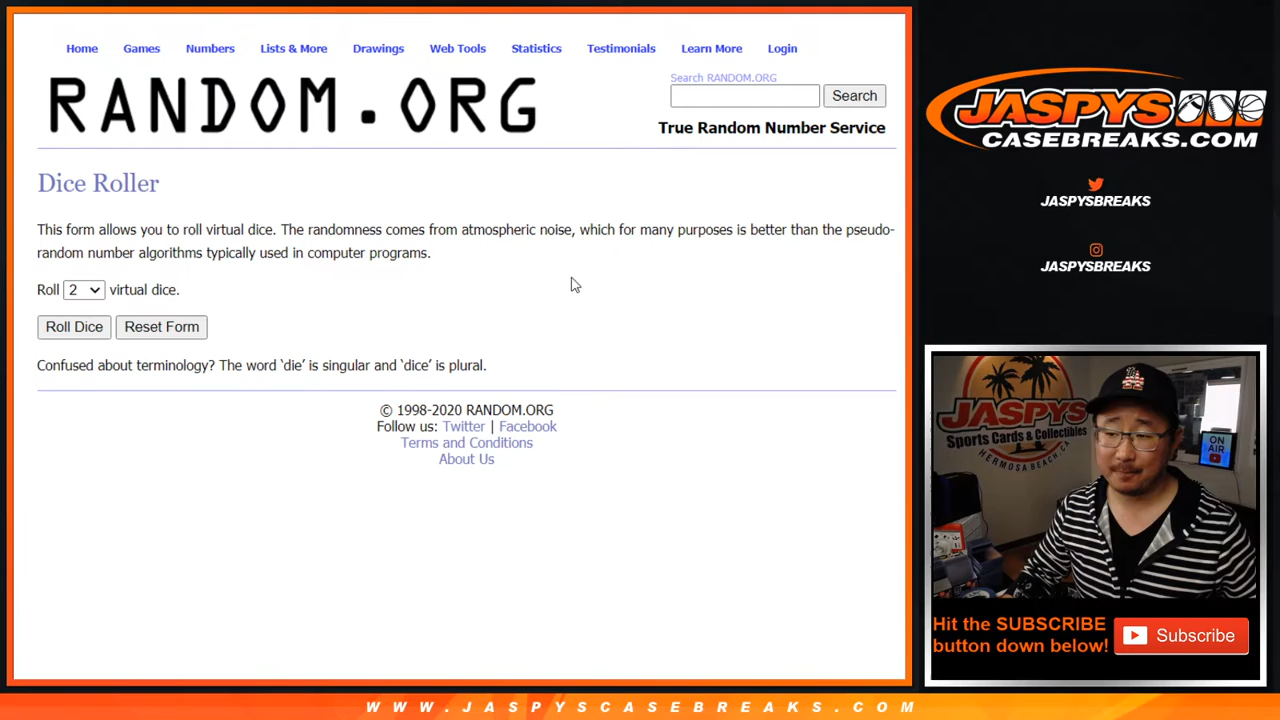 Home Games Numbers Lists & More Drawings Web Tools Statistics Testimonials Learn More Login
RANDOM.ORG
Search RANDOM.ORG
Search
True Random Number Service
Dice Roller
This form allows you to roll virtual dice. The randomness comes from atmospheric noise, which for many purposes is better than the pseudo-
random number algorithms typically used in computer programs.
Roll 2 virtual dice.
Roll Dice Reset Form
Confused about terminology? The word ‘die’ is singular and ‘dice’ is plural.
© 1998-2020 RANDOM.ORG
Follow us: Twitter | Facebook
Terms and Conditions
About Us
JASPYS
CASEBREAKS.COM
JASPYSBREAKS
JASPYSBREAKS
JASPYS
Sports Cards & Collectibles
HERMOSA BEACH, CA
ON
AIR
Hit the SUBSCRIBE
button down below!
Subscribe
WWW.JASPYSCASEBREAKS.COM